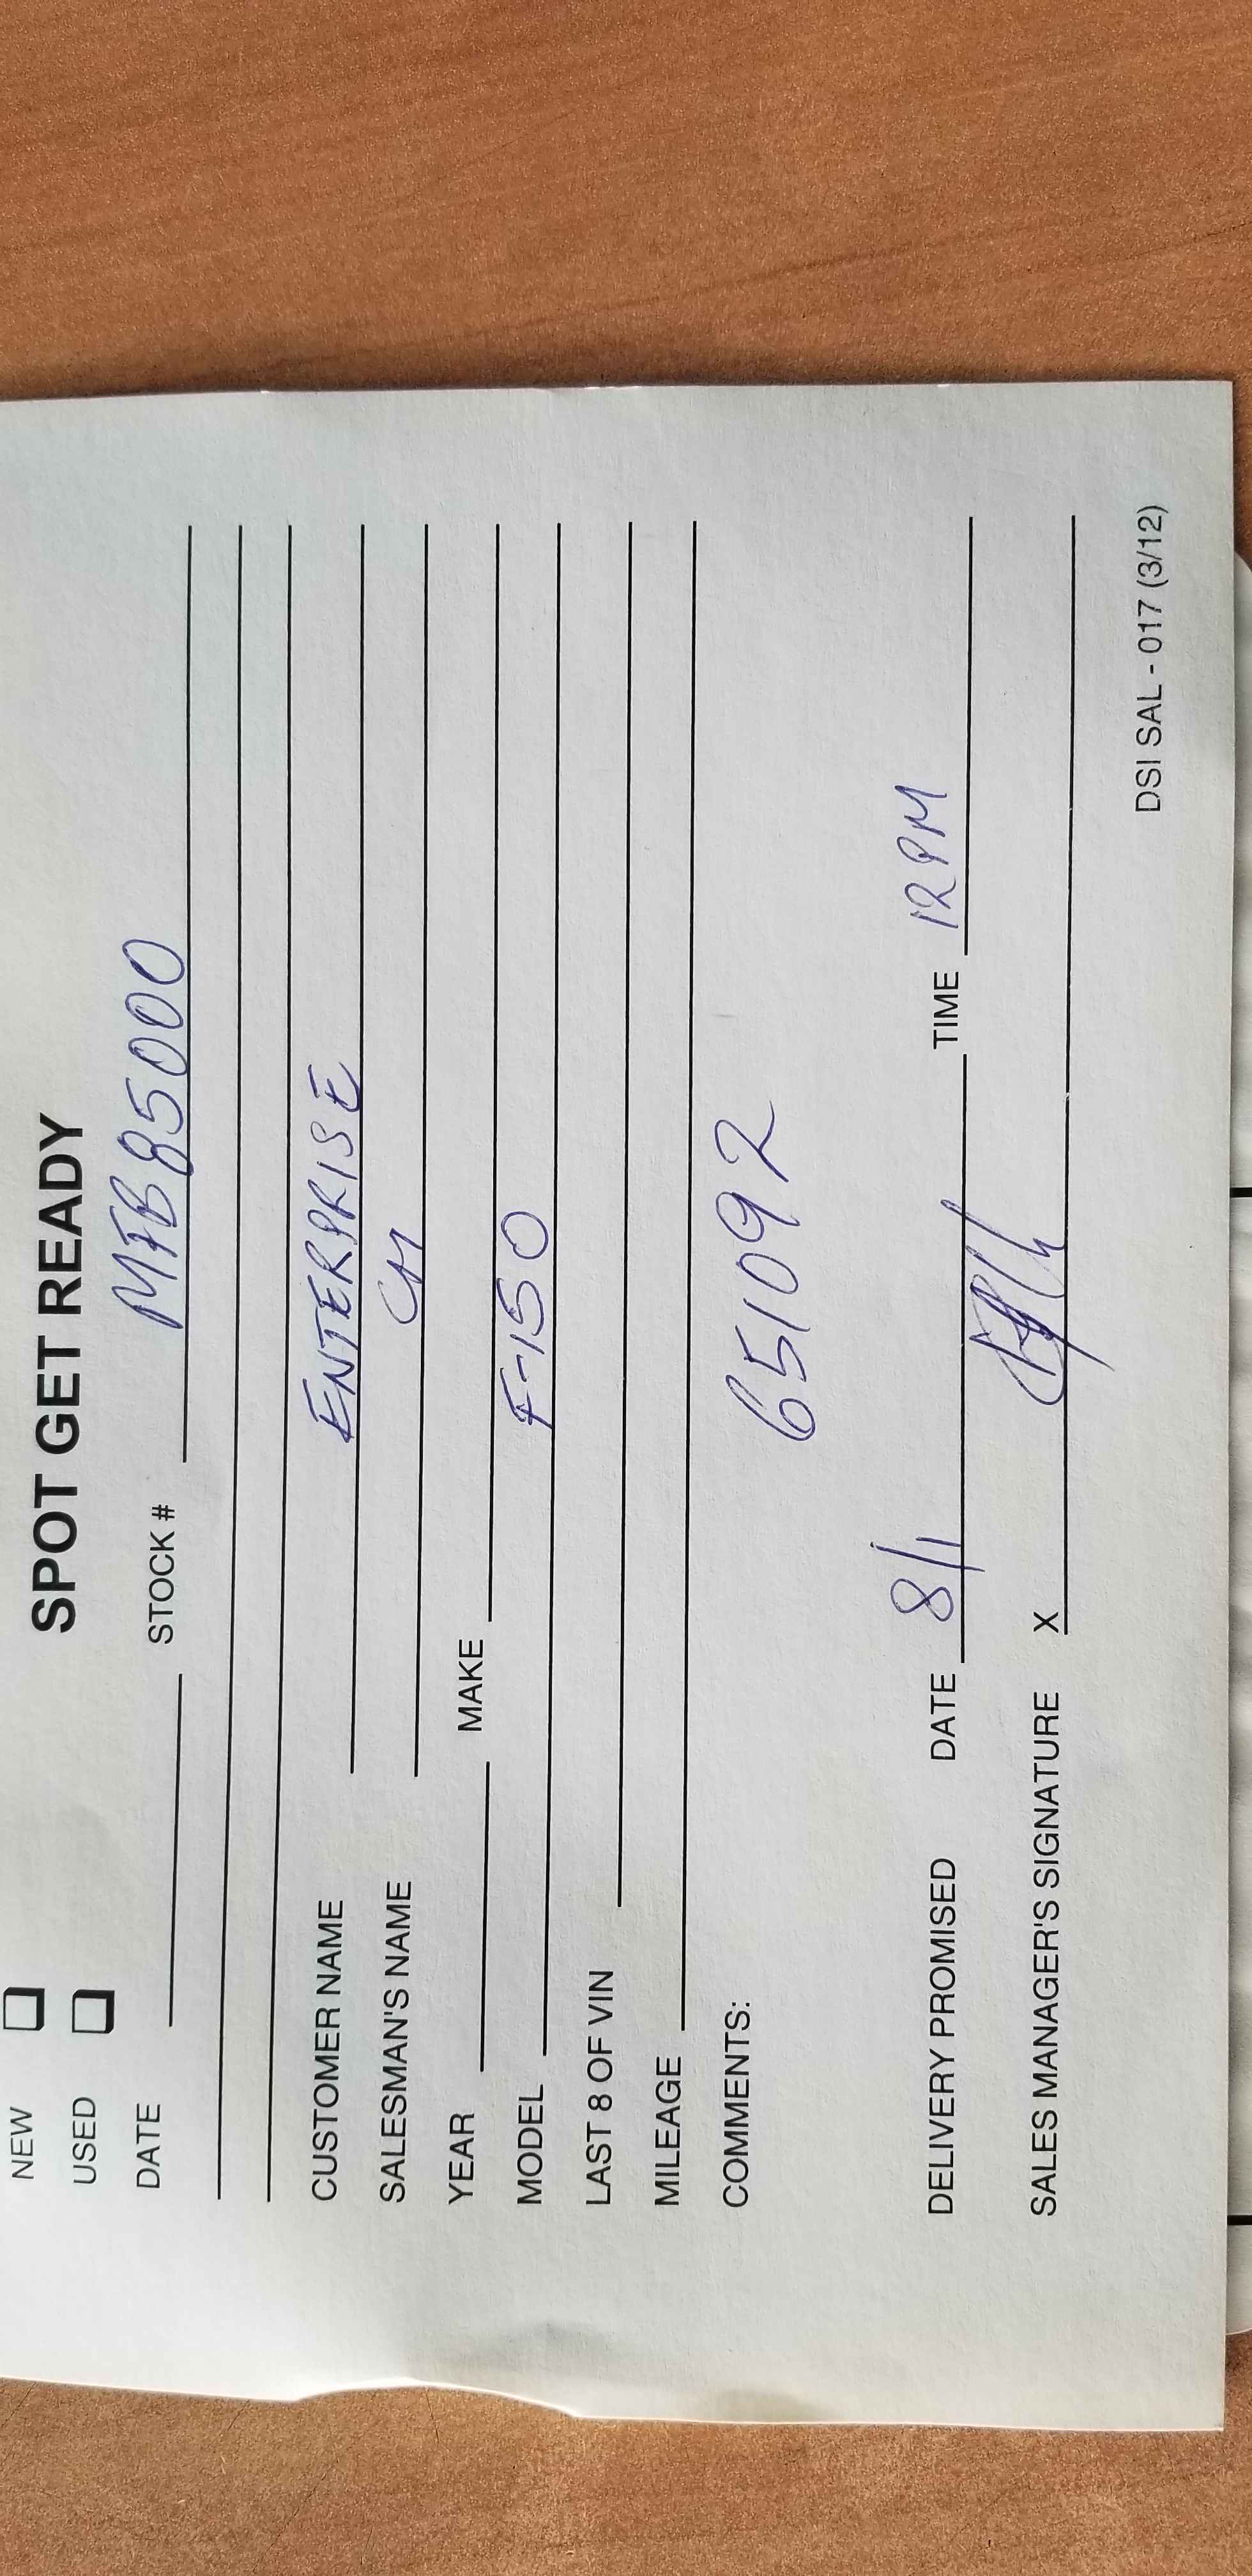 SPOT GET READY
NEW
USED
DATE STOCK # MFB85000
CUSTOMER NAME ENTERPRISE
SALESMAN'S NAME CH
YEAR MAKE
MODEL F-150
LAST 8 OF VIN
MILEAGE
COMMENTS:
651092
DELIVERY PROMISED DATE 8/1 TIME 12PM
SALES MANAGER'S SIGNATURE X
DSI SAL - 017 (3/12)